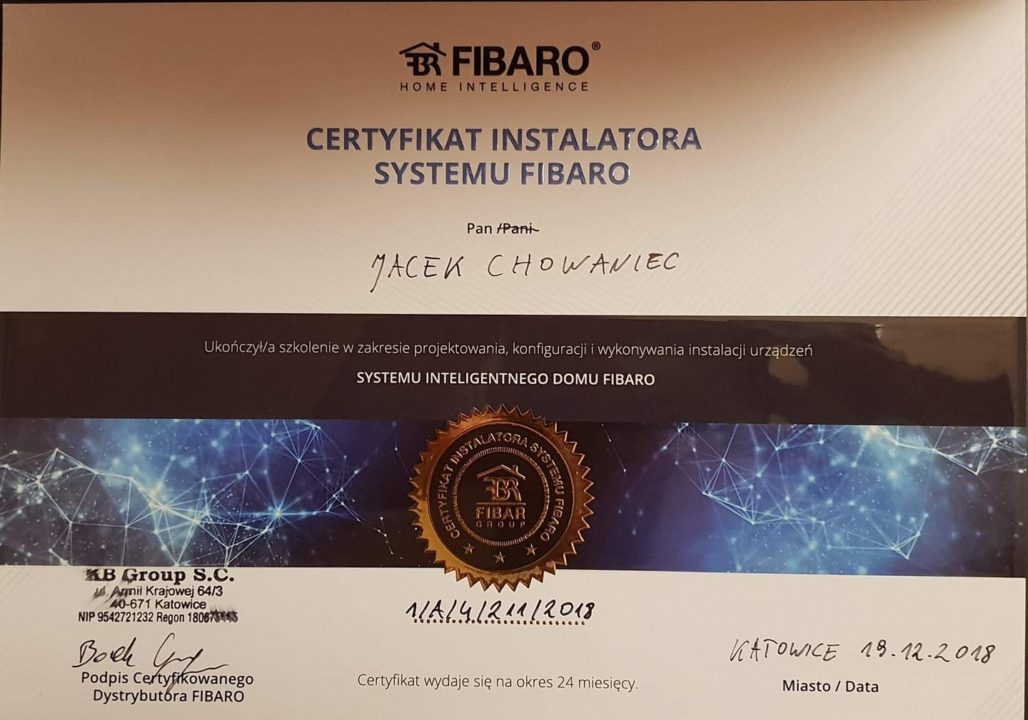 FIBARO®
HOME INTELLIGENCE
CERTYFIKAT INSTALATORA
SYSTEMU FIBARO
Pan /Pani
JACEK CHOWANIEC
Ukończył/a szkolenie w zakresie projektowania, konfiguracji i wykonywania instalacji urządzeń
SYSTEMU INTELIGENTNEGO DOMU FIBARO
CERTYFIKAT INSTALATORA SYSTEMU FIBARO
FIBAR
GROUP
KB Group S.C.
ul. Armii Krajowej 64/3
40-671 Katowice
NIP 9542721232 Regon
1/A/4/211/2018
KATOWICE 19.12.2018
Podpis Certyfikowanego
Dystrybutora FIBARO
Certyfikat wydaje się na okres 24 miesięcy.
Miasto / Data